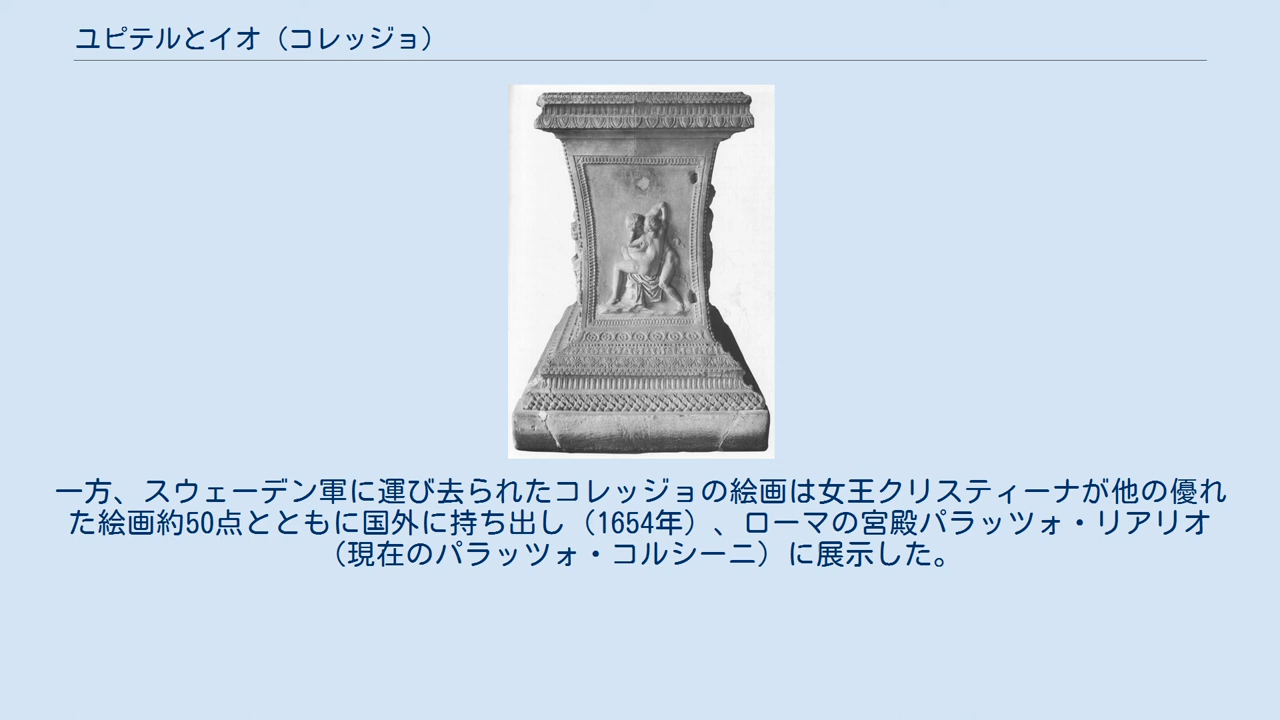 ユピテルとイオ（コレッジョ）
一方、スウェーデン軍に運び去られたコレッジョの絵画は女王クリスティーナが他の優れ
た絵画約50点とともに国外に持ち出し（1654年）、ローマの宮殿パラッツォ・リアリオ
（現在のパラッツォ・コルシーニ）に展示した。